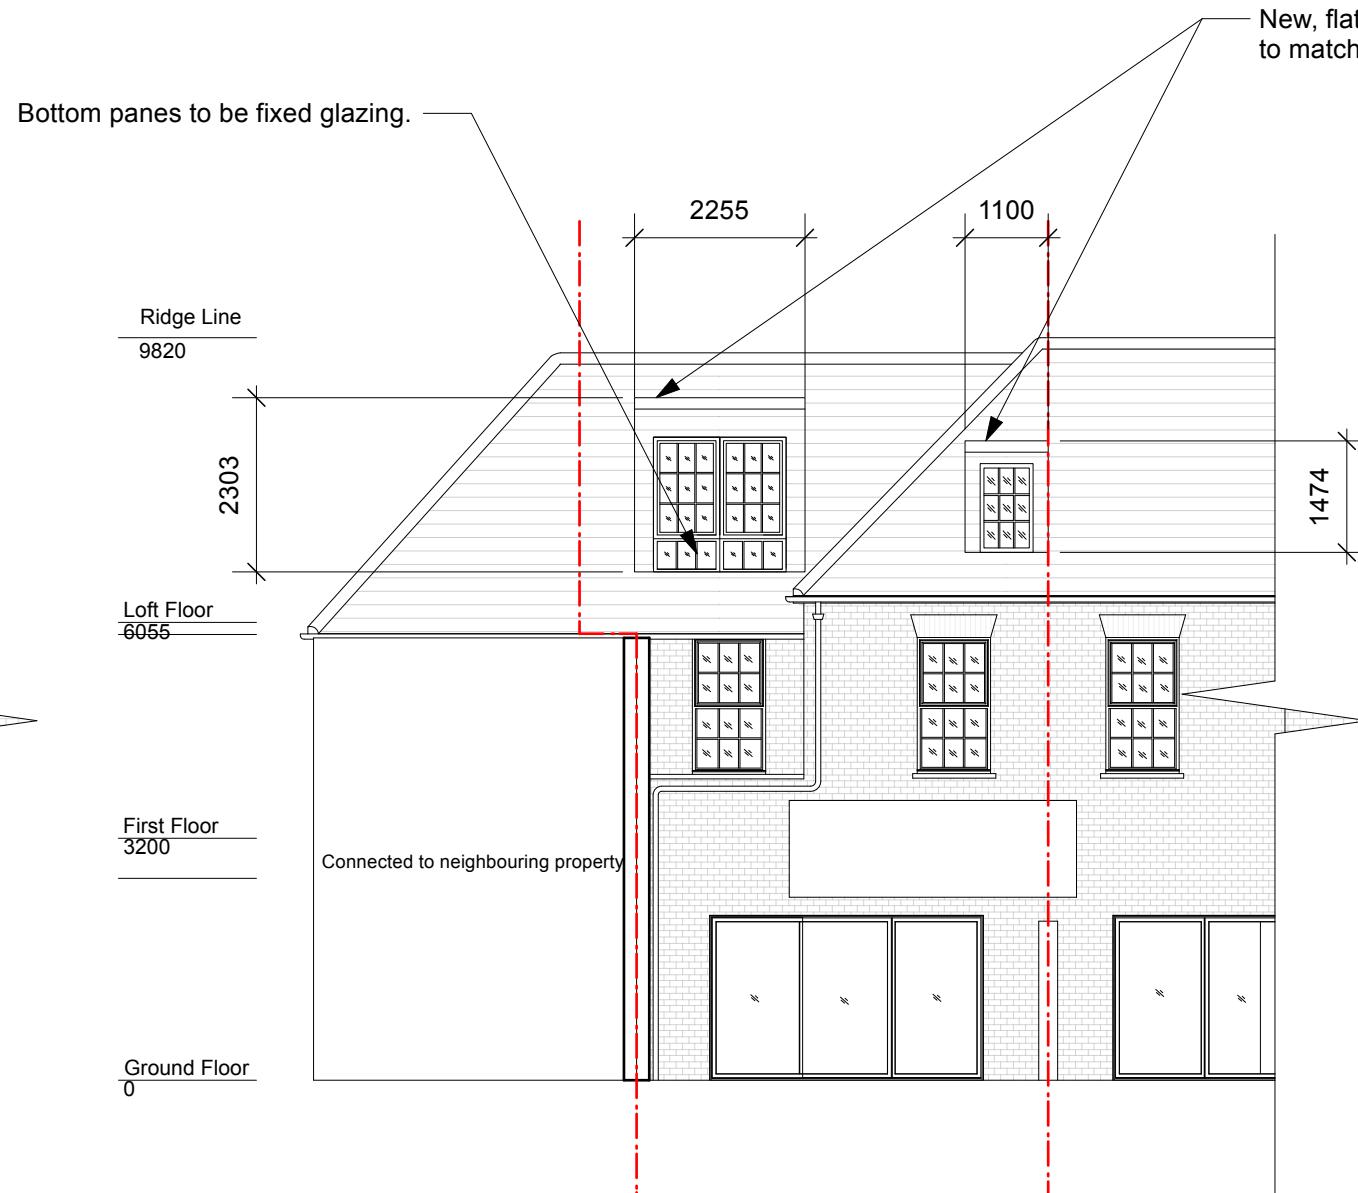 New, flat
to match
Bottom panes to be fixed glazing.
2255
1100
Ridge Line
9820
2303
1474
Loft Floor
6055
First Floor
3200
Connected to neighbouring property
Ground Floor
0